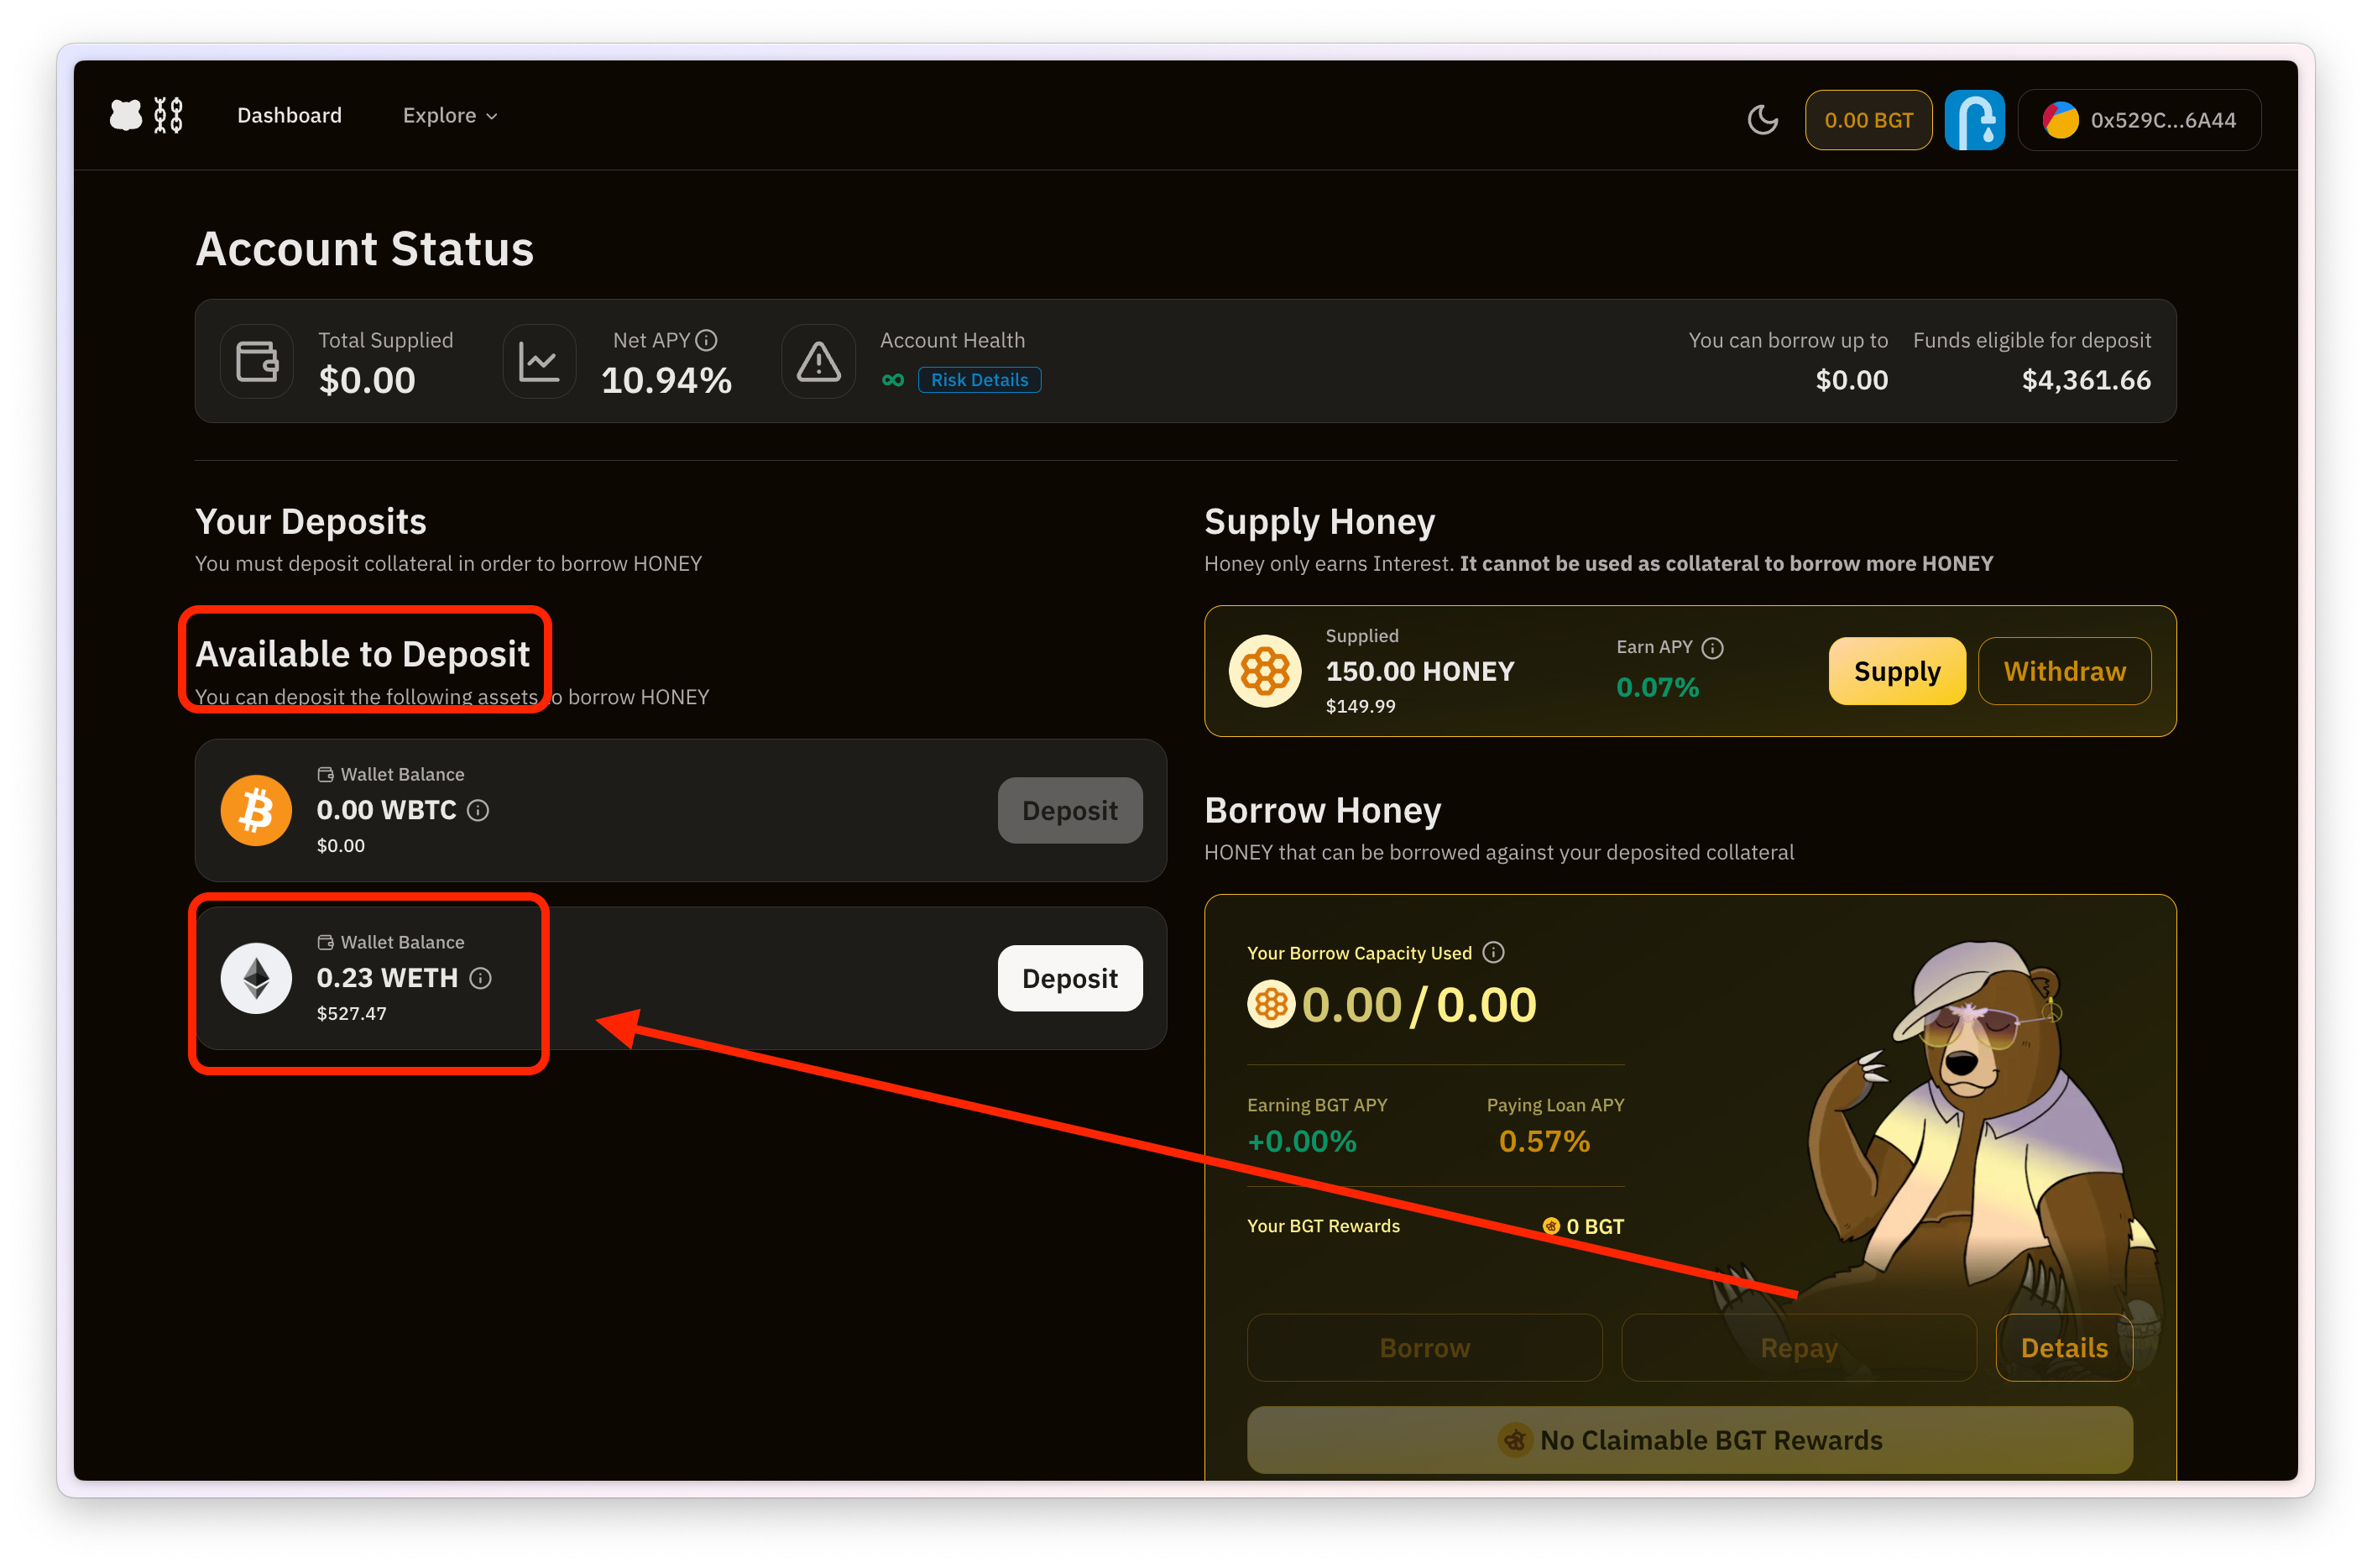 Dashboard
Explore
0.00 BGT
0x529C...6A44
Account Status
Total Supplied
$0.00
Net APY
10.94%
Account Health
∞ Risk Details
You can borrow up to
$0.00
Funds eligible for deposit
$4,361.66
Your Deposits
You must deposit collateral in order to borrow HONEY
Available to Deposit
You can deposit the following assets to borrow HONEY
Wallet Balance
0.00 WBTC
$0.00
Deposit
Wallet Balance
0.23 WETH
$527.47
Deposit
Supply Honey
Honey only earns Interest. It cannot be used as collateral to borrow more HONEY
Supplied
150.00 HONEY
$149.99
Earn APY
0.07%
Supply
Withdraw
Borrow Honey
HONEY that can be borrowed against your deposited collateral
Your Borrow Capacity Used
0.00 / 0.00
Earning BGT APY
+0.00%
Paying Loan APY
0.57%
Your BGT Rewards
0 BGT
Borrow
Repay
Details
No Claimable BGT Rewards